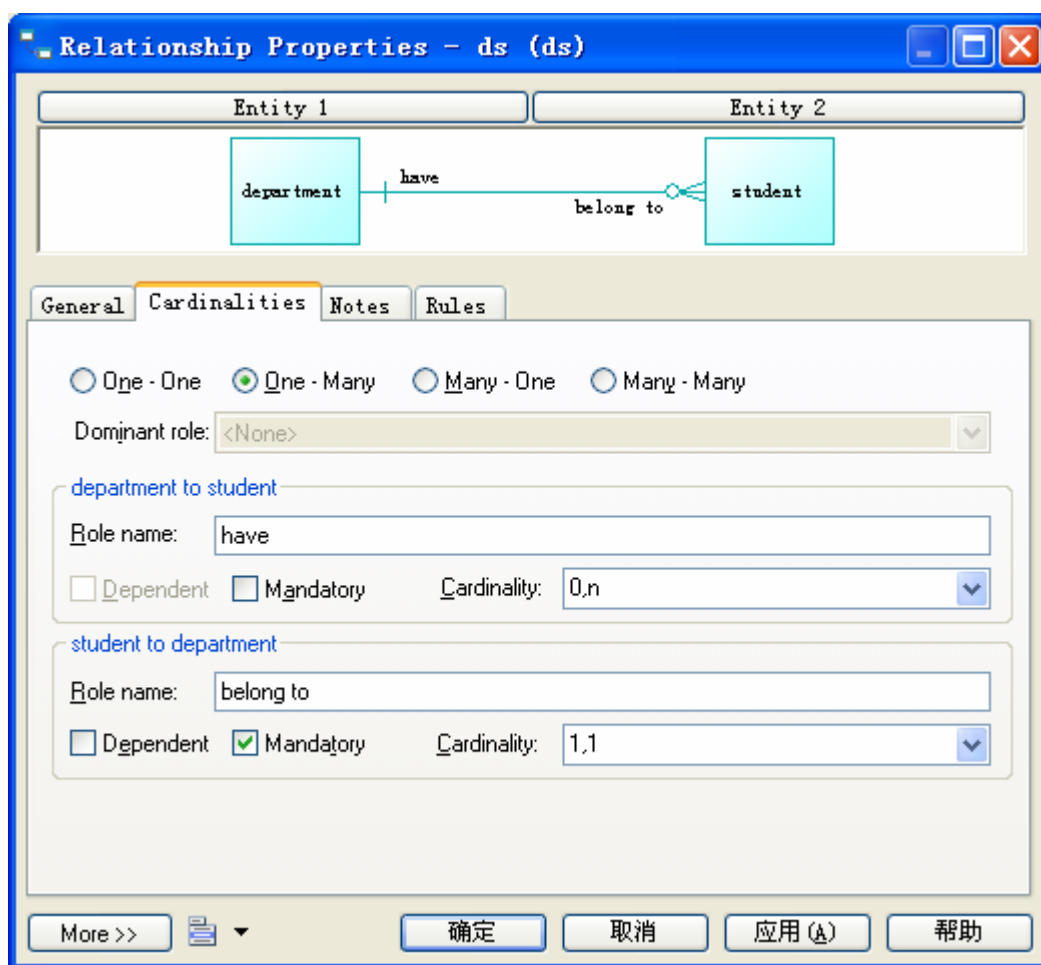 Relationship Properties - ds (ds)
Entity 1 Entity 2
department have belong to student
General Cardinalities Notes Rules
One - One One - Many Many - One Many - Many
Dominant role: <None>
department to student
Role name: have
Dependent Mandatory Cardinality: 0,n
student to department
Role name: belong to
Dependent Mandatory Cardinality: 1,1
More >> 确定 取消 应用(A) 帮助